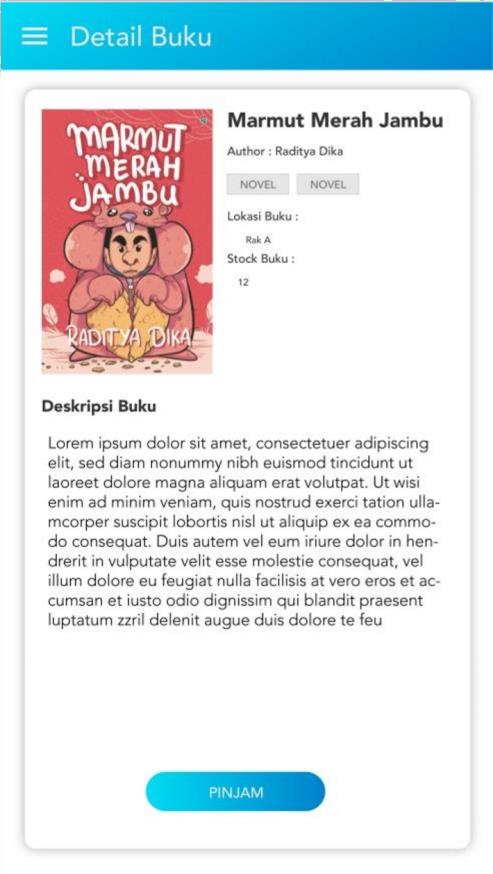 Detail Buku
MARMUT
MERAH
JAMBU
RADITYA DIKA
Marmut Merah Jambu
Author : Raditya Dika
NOVEL NOVEL
Lokasi Buku :
Rak A
Stock Buku :
12
Deskripsi Buku
Lorem ipsum dolor sit amet, consectetuer adipiscing
elit, sed diam nonummy nibh euismod tincidunt ut
laoreet dolore magna aliquam erat volutpat. Ut wisi
enim ad minim veniam, quis nostrud exerci tation ulla-
mcorper suscipit lobortis nisl ut aliquip ex ea commo-
do consequat. Duis autem vel eum iriure dolor in hen-
drerit in vulputate velit esse molestie consequat, vel
illum dolore eu feugiat nulla facilisis at vero eros et ac-
cumsan et iusto odio dignissim qui blandit praesent
luptatum zzril delenit augue duis dolore te feu
PINJAM